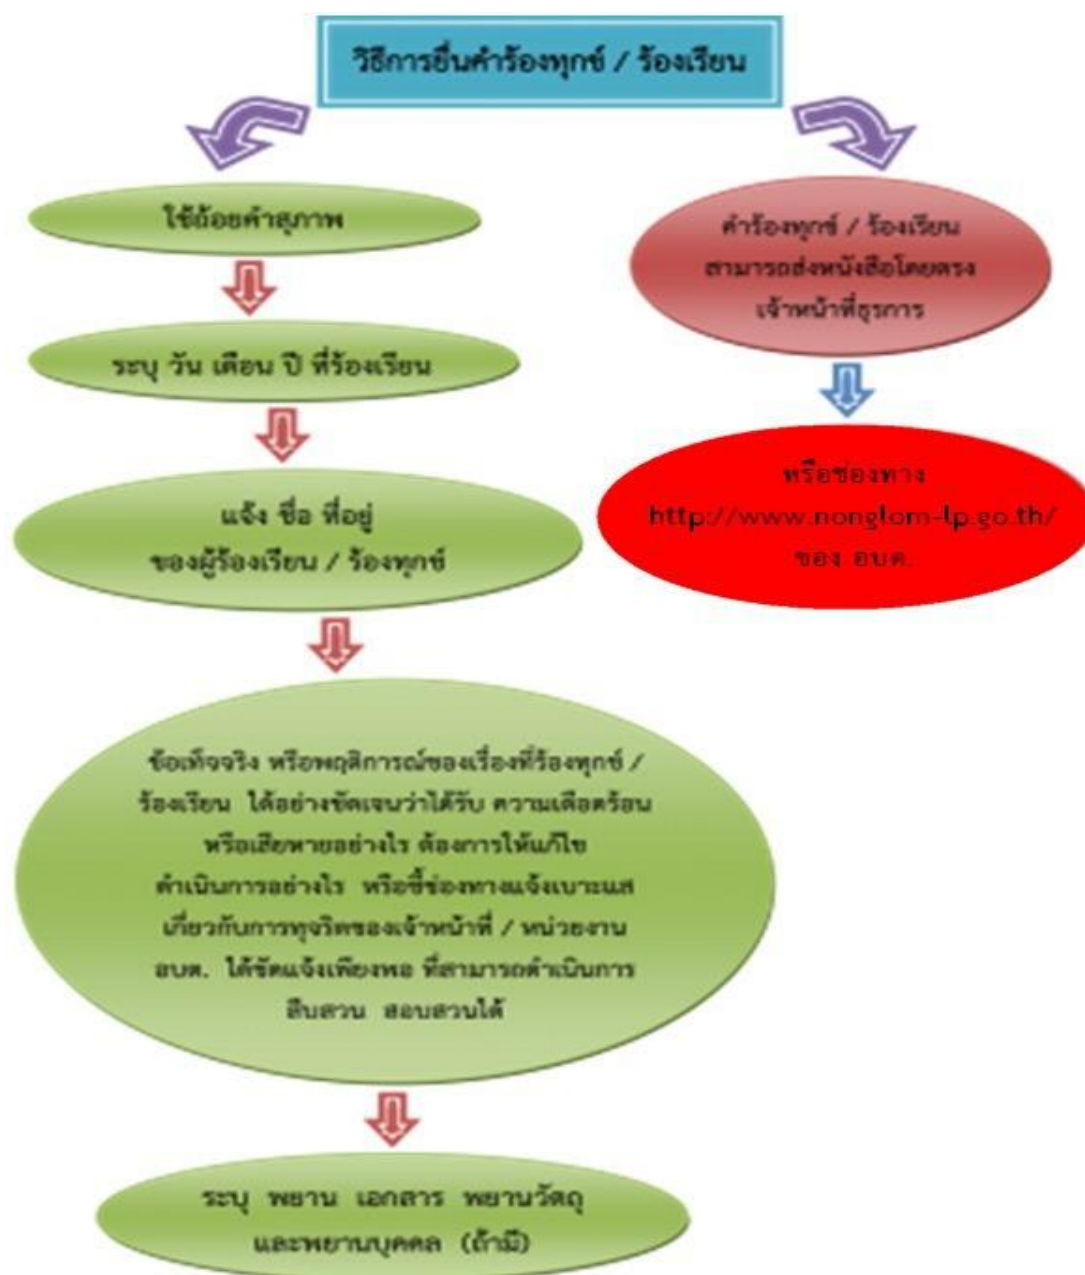 วิธีการยื่นคำร้องทุกข์ / ร้องเรียน
ใช้ถ้อยคำสุภาพ
ระบุ วัน เดือน ปี ที่ร้องเรียน
แจ้ง ชื่อ ที่อยู่
ของผู้ร้องเรียน / ร้องทุกข์
ข้อเท็จจริง หรือพฤติการณ์ของเรื่องที่ร้องทุกข์ /
ร้องเรียน ได้อย่างชัดเจนว่าได้รับ ความเดือดร้อน
หรือเสียหายอย่างไร ต้องการให้แก้ไข
ดำเนินการอย่างไร หรือชี้ช่องทางแจ้งเบาะแส
เกี่ยวกับการทุจริตของเจ้าหน้าที่ / หน่วยงาน
อบต. ได้ชัดแจ้งเพียงพอ ที่สามารถดำเนินการ
สืบสวน สอบสวนได้
ระบุ พยาน เอกสาร พยานวัตถุ
และพยานบุคคล (ถ้ามี)
คำร้องทุกข์ / ร้องเรียน
สามารถส่งหนังสือโดยตรง
เจ้าหน้าที่ธุรการ
หรือช่องทาง
http://www.nonglom-lp.go.th/
ของ อบต.